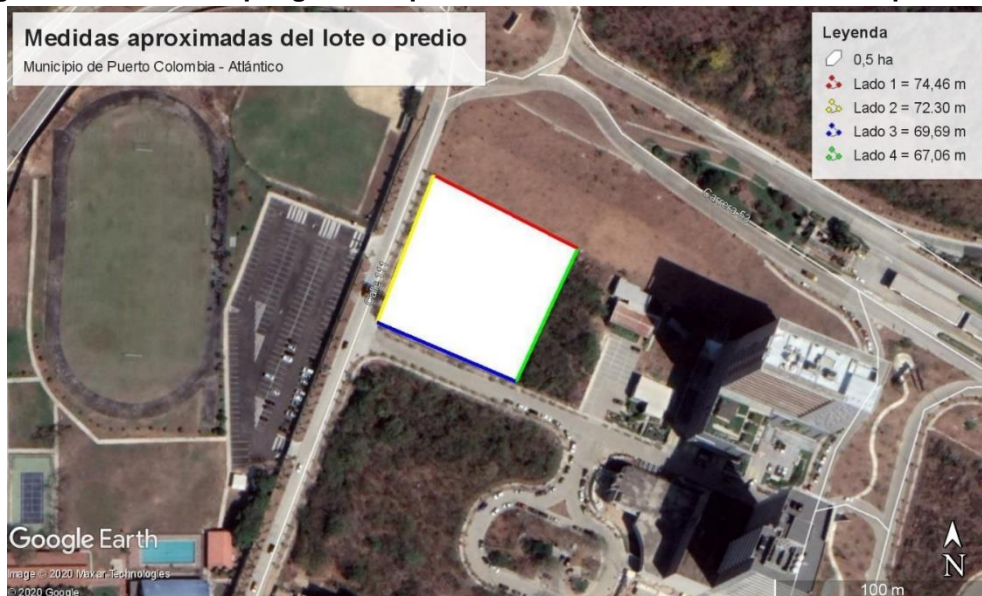 Medidas aproximadas del lote o predio
Municipio de Puerto Colombia - Atlántico
Leyenda
0,5 ha
Lado 1 = 74,46 m
Lado 2 = 72.30 m
Lado 3 = 69,69 m
Lado 4 = 67,06 m
Carrera 53
Google Earth
Image © 2020 Maxar Technologies
© 2020 Google
N
100 m